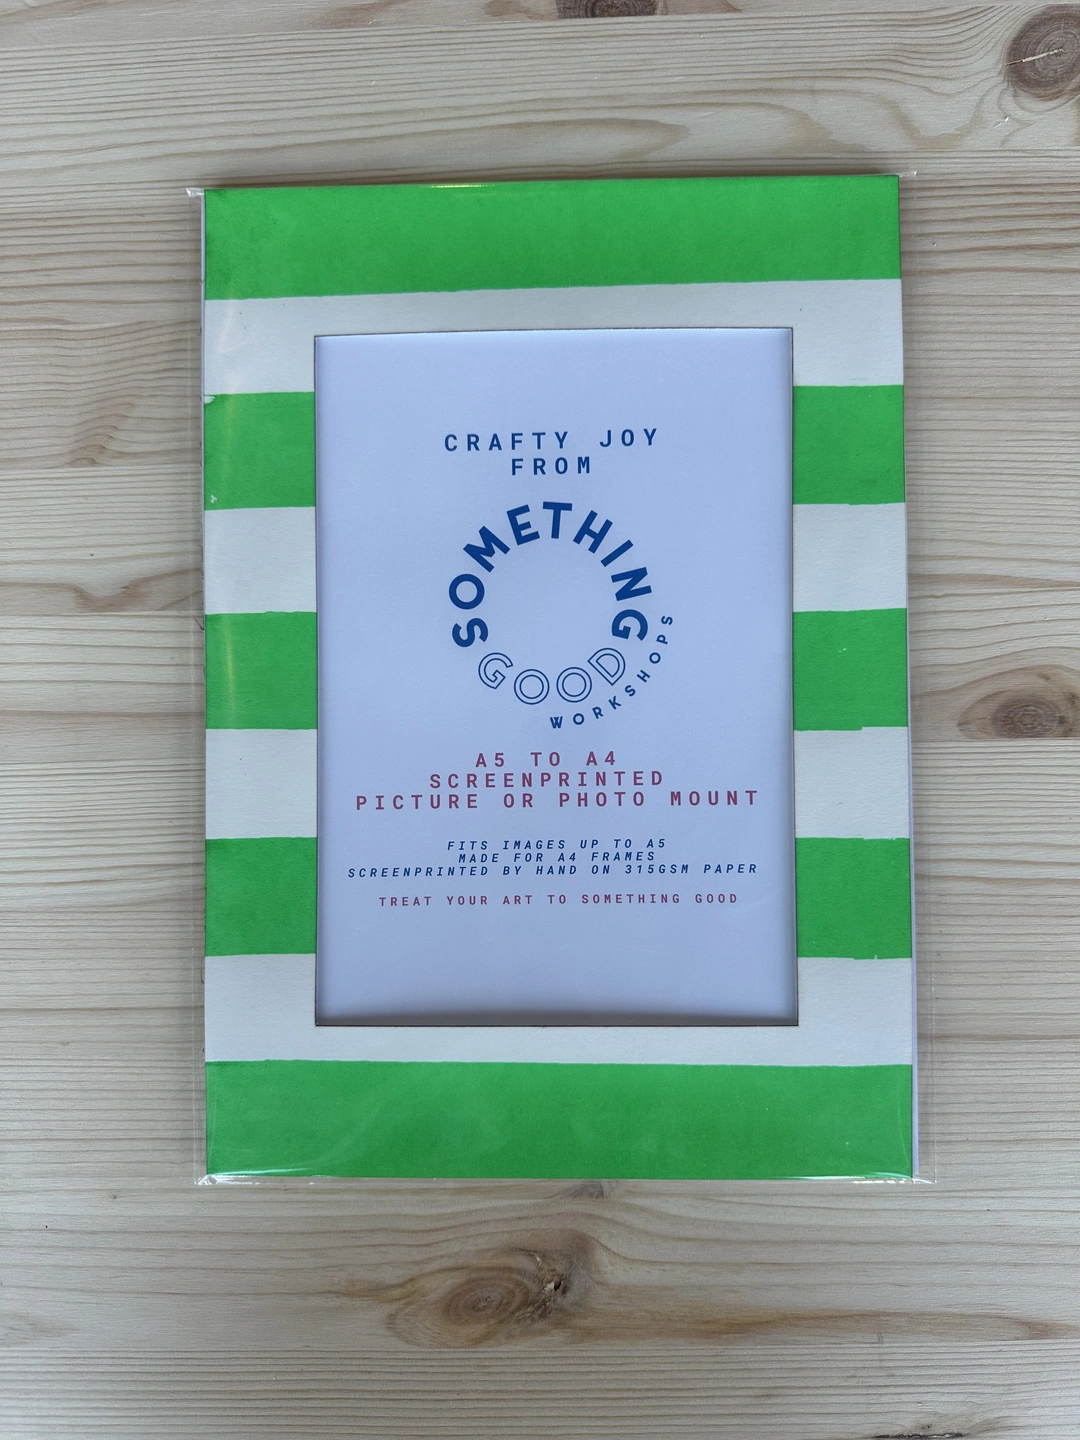 CRAFTY JOY
FROM
SOMETHING
GOOD
WORKSHOPS
A5 TO A4
SCREENPRINTED
PICTURE OR PHOTO MOUNT
FITS IMAGES UP TO A5
MADE FOR A4 FRAMES
SCREENPRINTED BY HAND ON 315GSM PAPER
TREAT YOUR ART TO SOMETHING GOOD